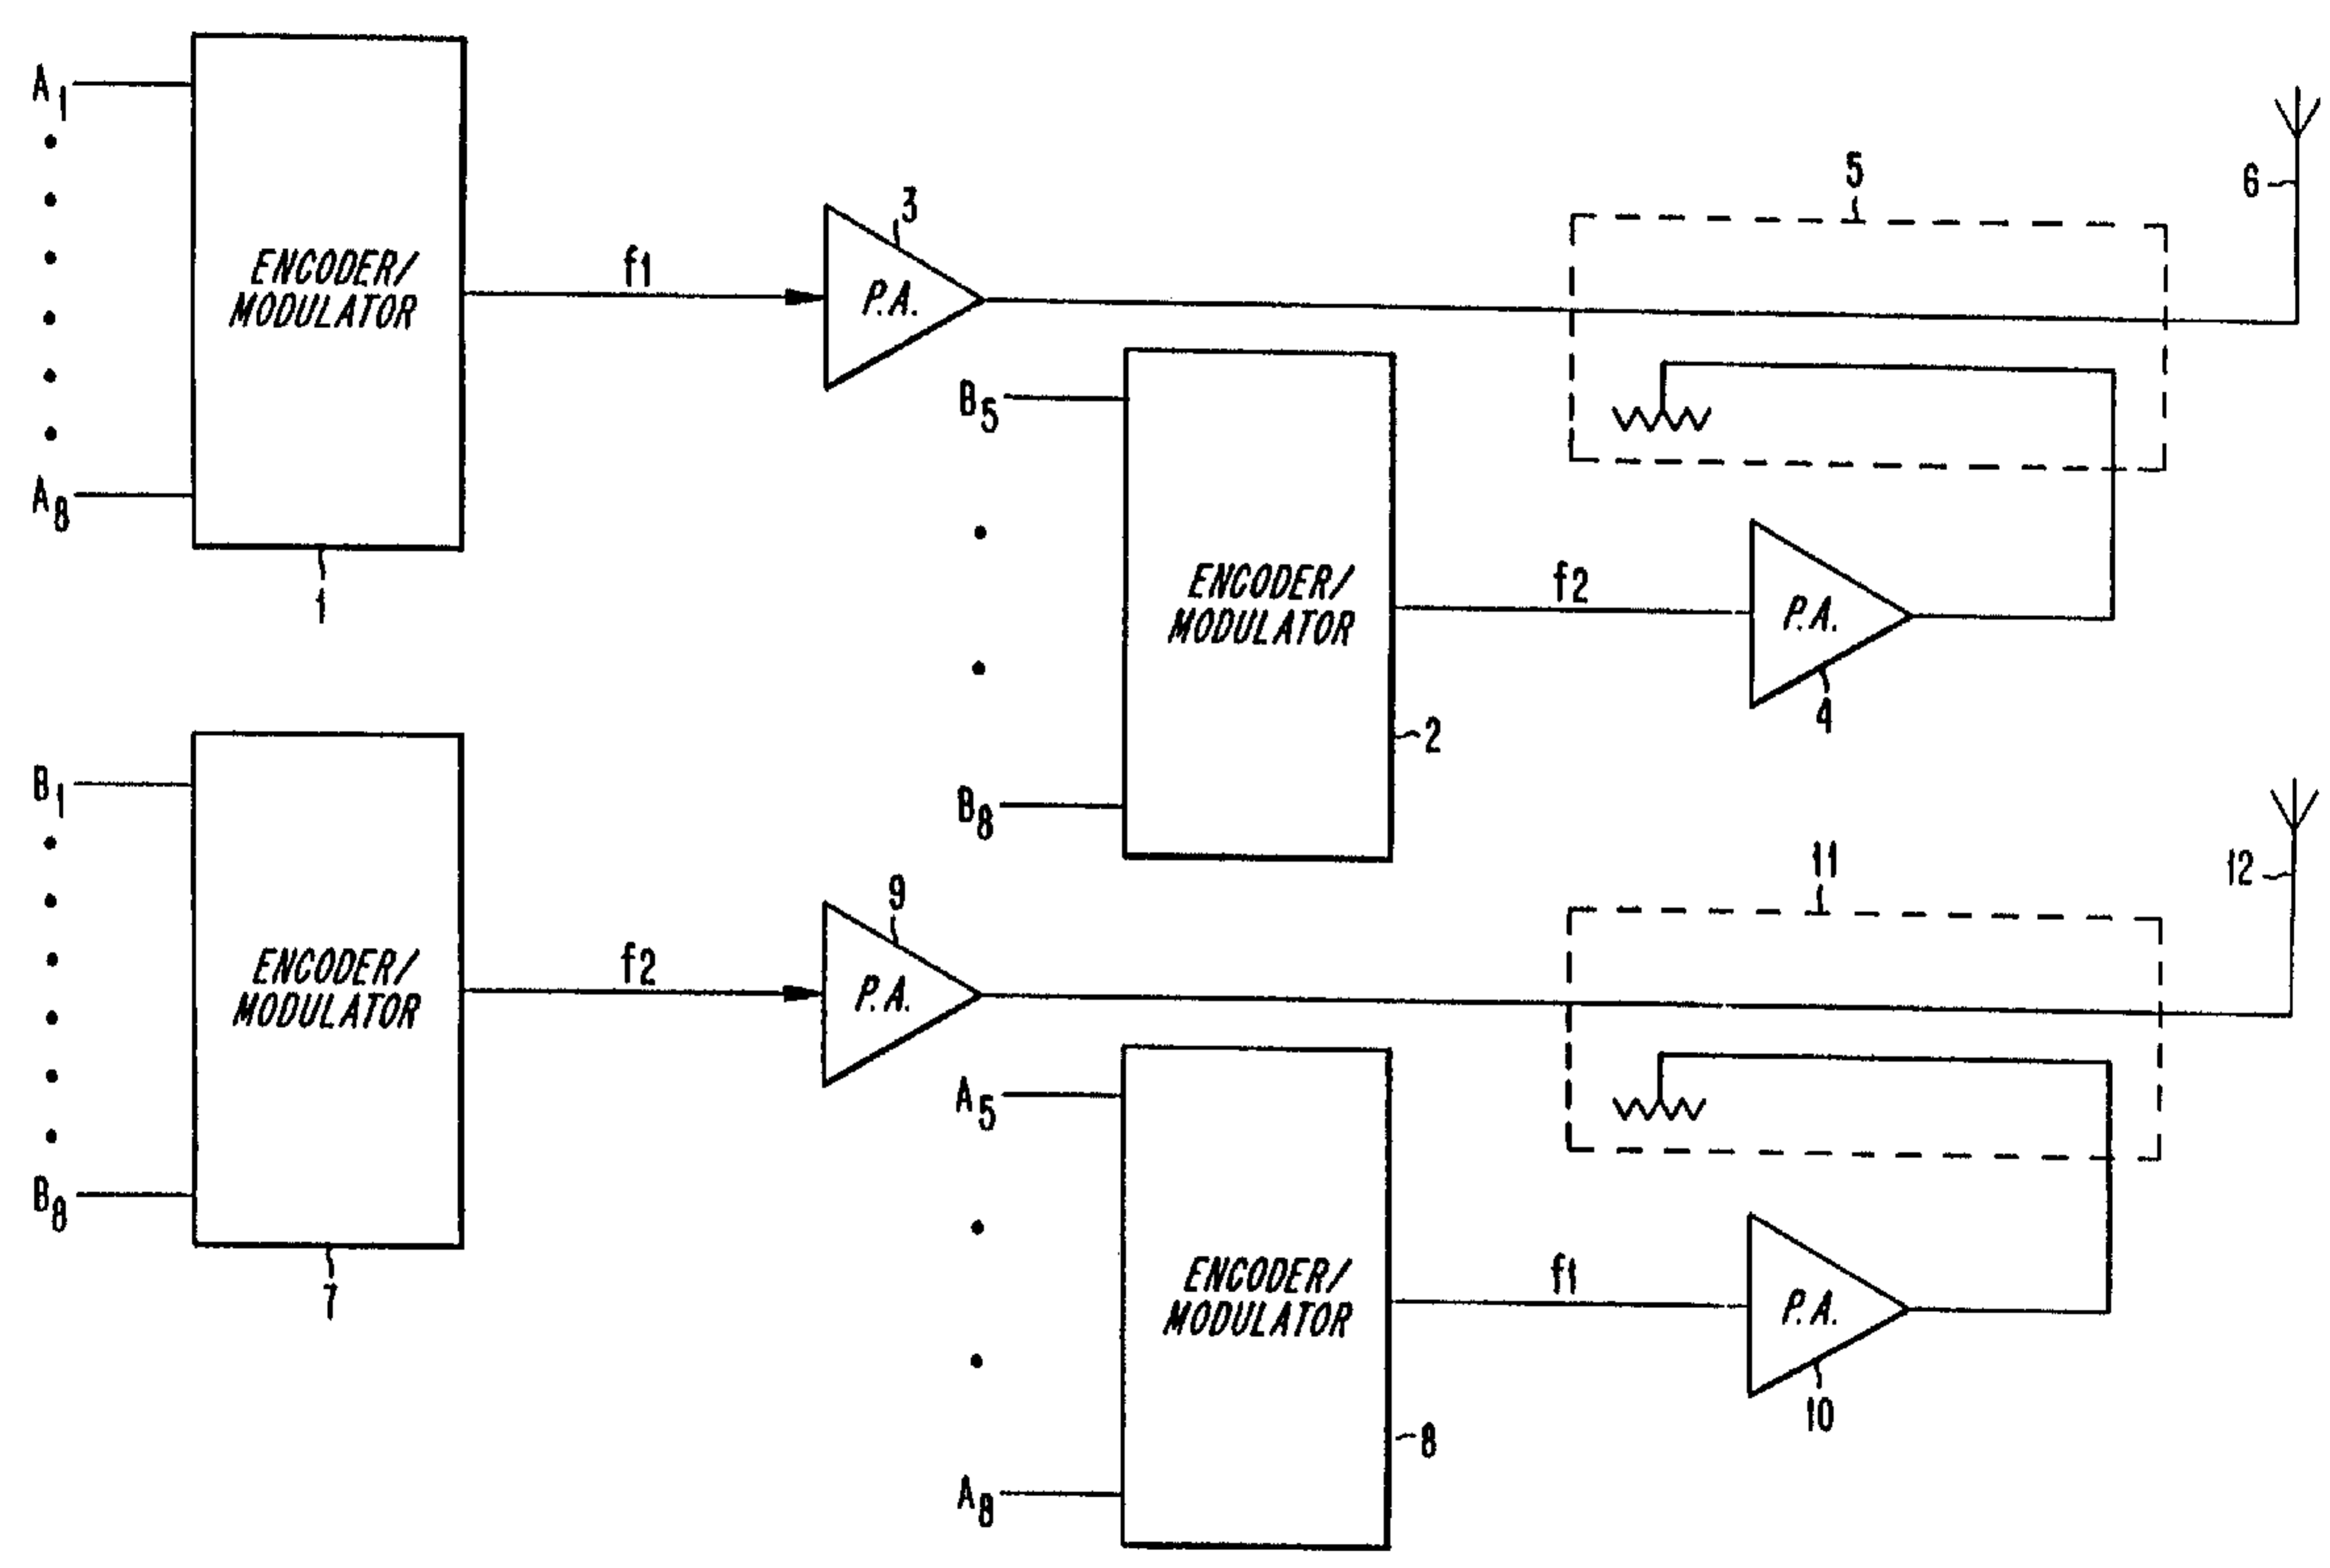 A1
ENCODER/
MODULATOR
A8
1
f1
3
P.A.
5
6
B5
ENCODER/
MODULATOR
B8
2
f2
P.A.
4
B1
ENCODER/
MODULATOR
B8
7
f2
9
P.A.
11
12
A5
ENCODER/
MODULATOR
A8
8
f1
P.A.
10